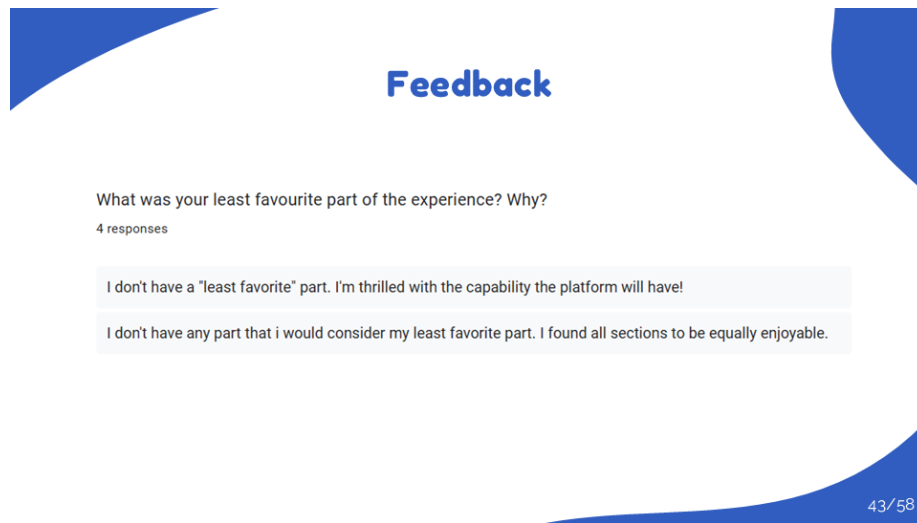 Feedback
What was your least favourite part of the experience? Why?
4 responses
I don't have a "least favorite" part. I'm thrilled with the capability the platform will have!
I don't have any part that i would consider my least favorite part. I found all sections to be equally enjoyable.
43/58